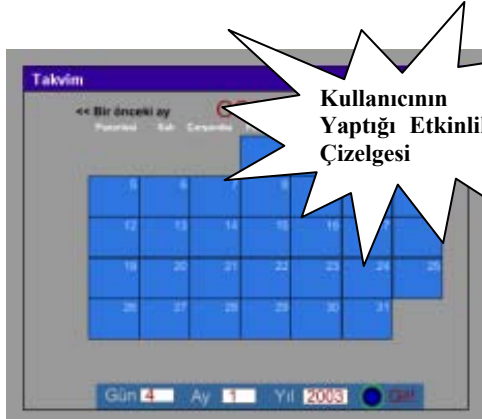 Takvim
<< Bir önceki ay
Pazartesi Salı Çarşamba
Kullanıcının
Yaptığı Etkinlik
Çizelgesi
5 6 7 8
12 13 14 15 16 17
19 20 21 22 23 24 25
26 27 28 29 30 31
Gün 4 Ay 1 Yıl 2003 Git!